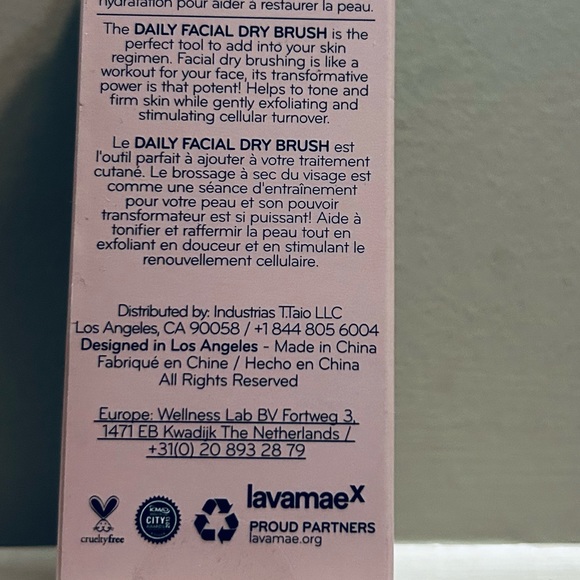 hydratation pour aider à restaurer la peau.
The DAILY FACIAL DRY BRUSH is the
perfect tool to add into your skin
regimen. Facial dry brushing is like a
workout for your face, its transformative
power is that potent! Helps to tone and
firm skin while gently exfoliating and
stimulating cellular turnover.
Le DAILY FACIAL DRY BRUSH est
l'outil parfait à ajouter à votre traitement
cutané. Le brossage à sec du visage est
comme une séance d'entraînement
pour votre peau et son pouvoir
transformateur est si puissant! Aide à
tonifier et raffermir la peau tout en
exfoliant en douceur et en stimulant le
renouvellement cellulaire.
Distributed by: Industrias T.Taio LLC
Los Angeles, CA 90058 / +1 844 805 6004
Designed in Los Angeles - Made in China
Fabriqué en Chine / Hecho en China
All Rights Reserved
Europe: Wellness Lab BV Fortweg 3,
1471 EB Kwadijk The Netherlands /
+31(0) 20 893 28 79
crueltyfree
CITY
lavamaeX
PROUD PARTNERS
lavamae.org